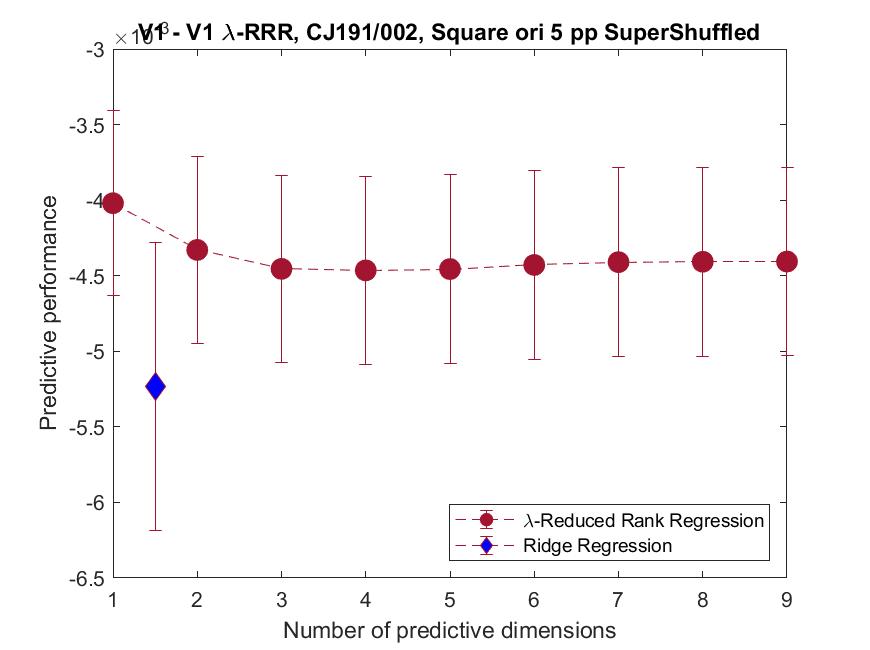 V1 - V1 λ-RRR, CJ191/002, Square ori 5 pp SuperShuffled
×10-3
-3
-3.5
-4
-4.5
-5
-5.5
-6
-6.5
Predictive performance
1 2 3 4 5 6 7 8 9
Number of predictive dimensions
λ-Reduced Rank Regression
Ridge Regression